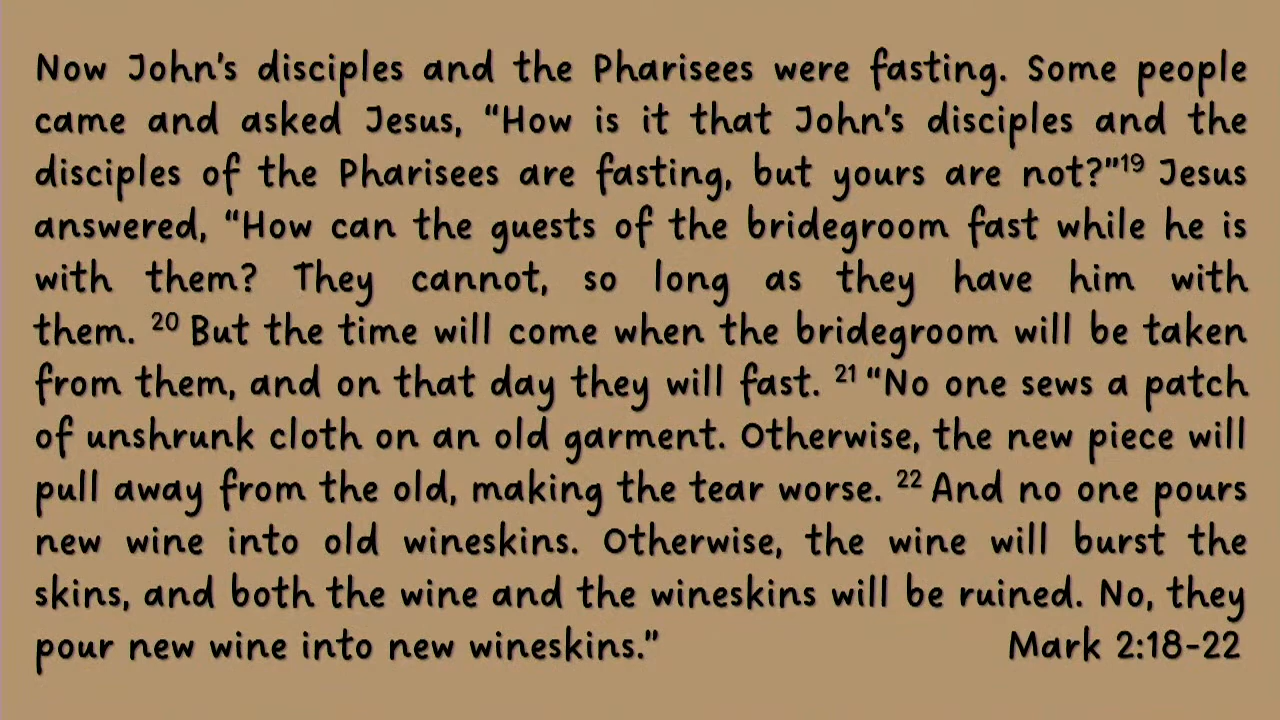 Now John's disciples and the Pharisees were fasting. Some people
came and asked Jesus, “How is it that John's disciples and the
disciples of the Pharisees are fasting, but yours are not?”¹⁹ Jesus
answered, “How can the guests of the bridegroom fast while he is
with them? They cannot, so long as they have him with
them. ²⁰ But the time will come when the bridegroom will be taken
from them, and on that day they will fast. ²¹ “No one sews a patch
of unshrunk cloth on an old garment. Otherwise, the new piece will
pull away from the old, making the tear worse. ²² And no one pours
new wine into old wineskins. Otherwise, the wine will burst the
skins, and both the wine and the wineskins will be ruined. No, they
pour new wine into new wineskins.” Mark 2:18-22